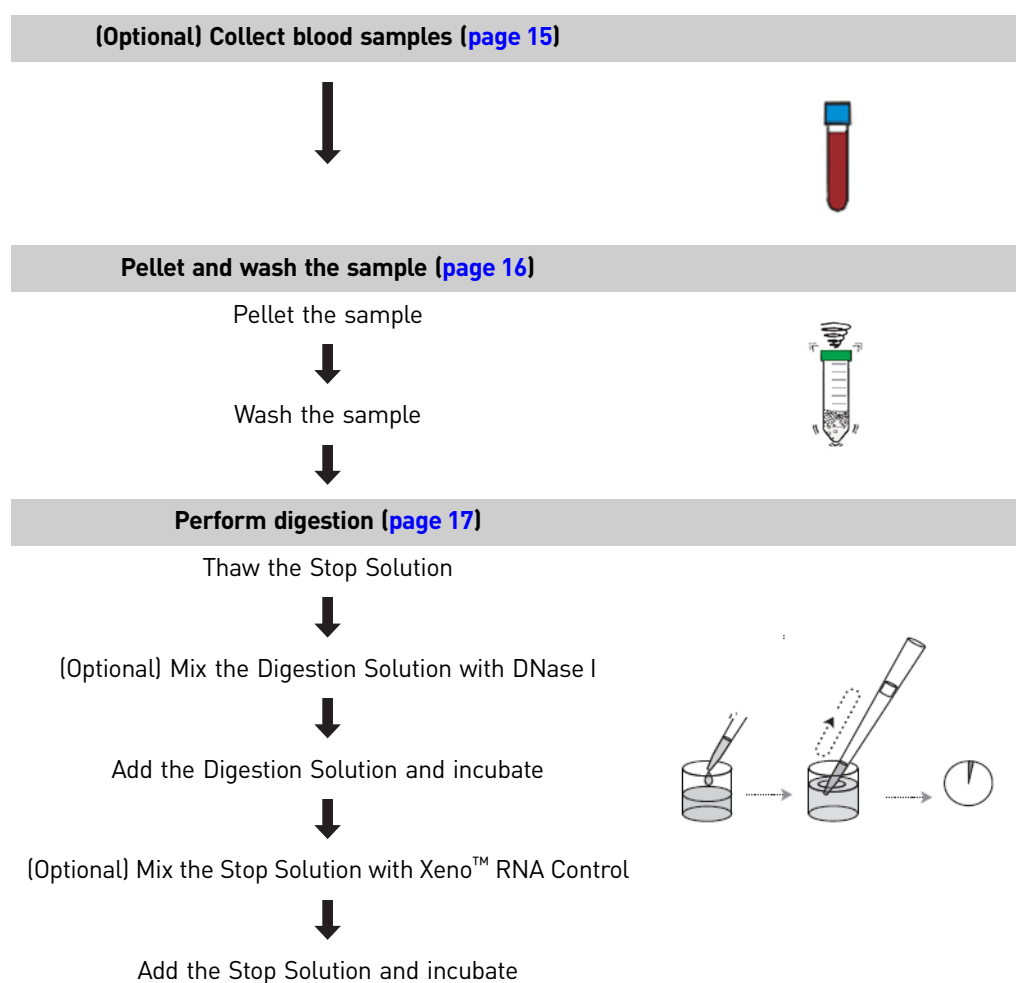 (Optional) Collect blood samples (page 15)
Pellet and wash the sample (page 16)
Pellet the sample
Wash the sample
Perform digestion (page 17)
Thaw the Stop Solution
(Optional) Mix the Digestion Solution with DNase I
Add the Digestion Solution and incubate
(Optional) Mix the Stop Solution with Xeno™ RNA Control
Add the Stop Solution and incubate